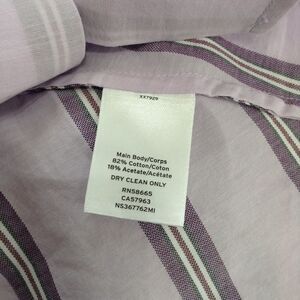 XX7929
Main Body/Corps
82% Cotton/Coton
18% Acetate/Acétate
DRY CLEAN ONLY
RN58665
CA57963
NS367762MI